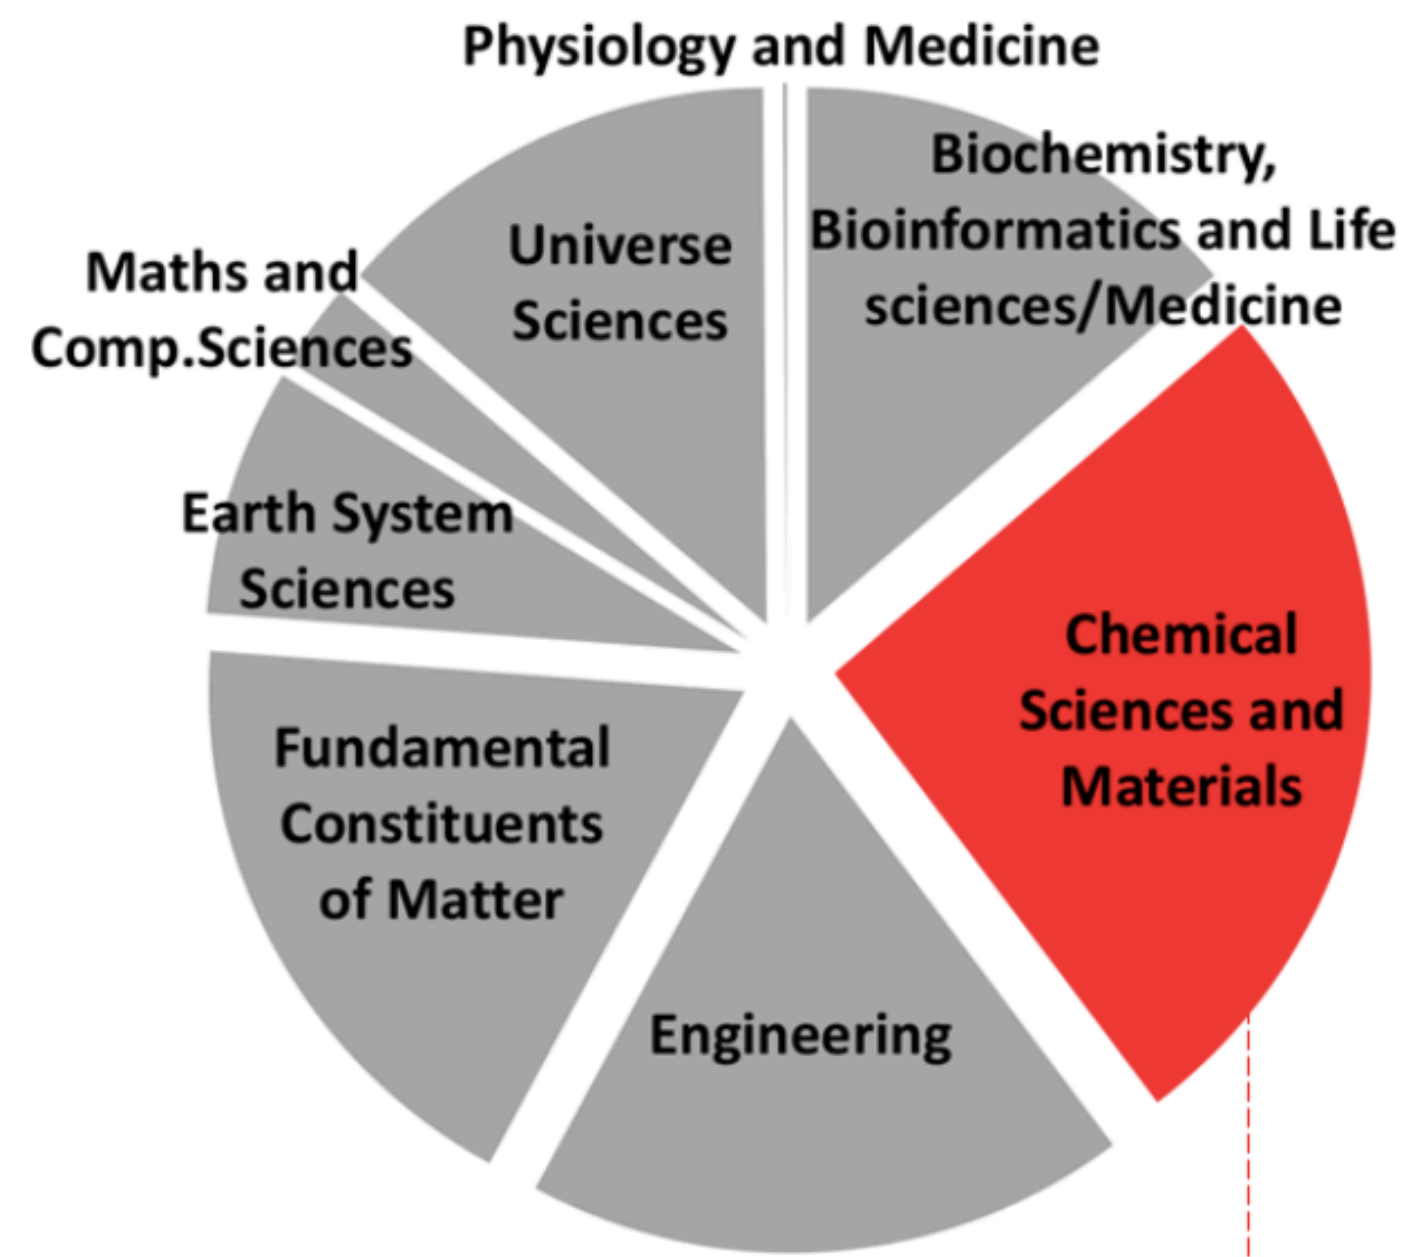 Physiology and Medicine
Biochemistry,
Bioinformatics and Life
sciences/Medicine
Universe
Sciences
Maths and
Comp.Sciences
Earth System
Sciences
Chemical
Sciences and
Materials
Fundamental
Constituents
of Matter
Engineering